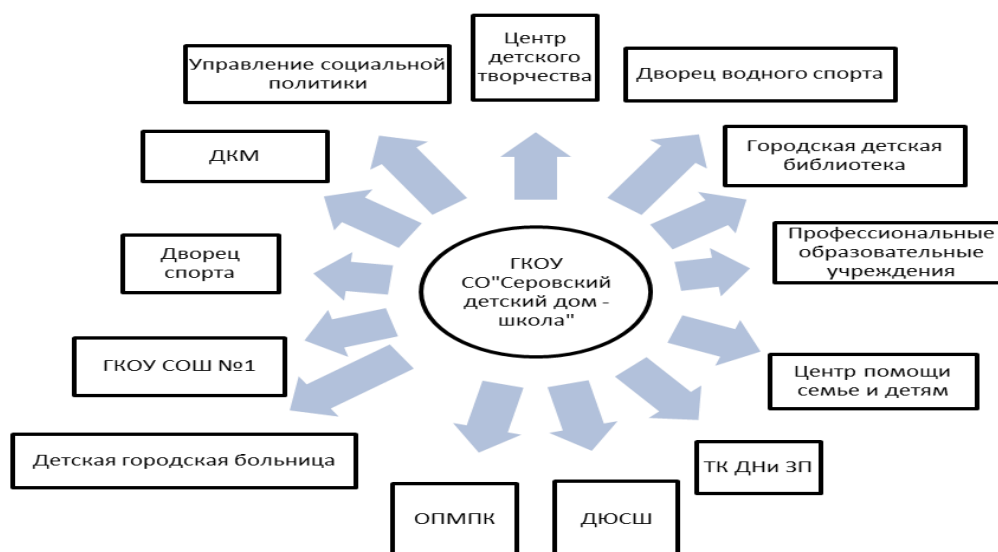 Центр
детского
творчества
Управление социальной
политики
Дворец водного спорта
ДКМ
Городская детская
библиотека
Дворец
спорта
Профессиональные
образовательные
учреждения
ГКОУ
СО"Серовский
детский дом -
школа"
ГКОУ СОШ №1
Центр помощи
семье и детям
Детская городская больница
ТК ДНи ЗП
ОПМПК
ДЮСШ